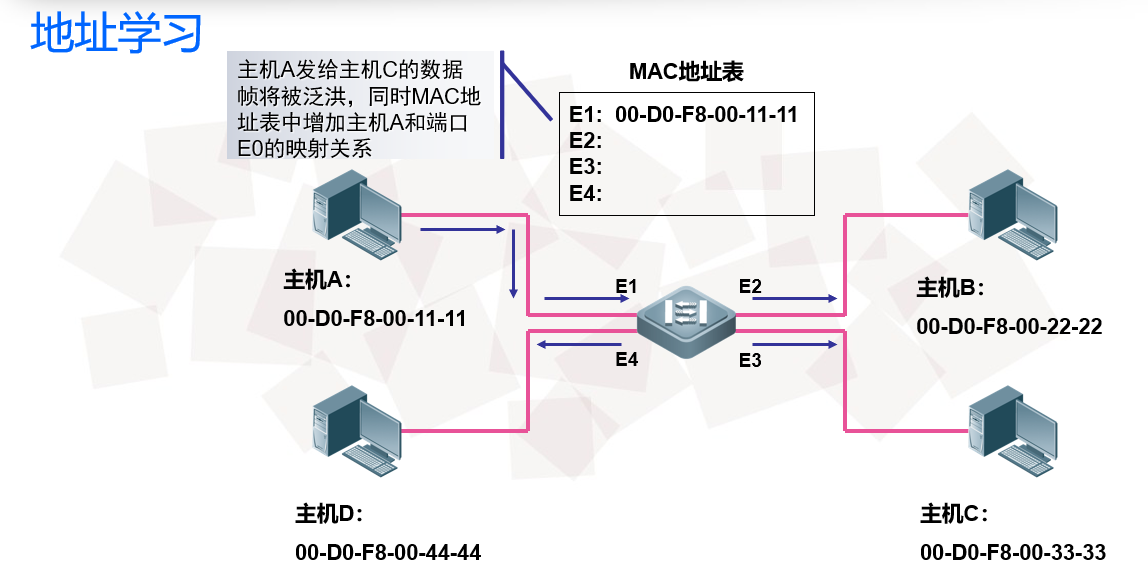 地址学习
主机A发给主机C的数据
帧将被泛洪，同时MAC地
址表中增加主机A和端口
E0的映射关系
MAC地址表
E1: 00-D0-F8-00-11-11
E2:
E3:
E4:
主机A：
00-D0-F8-00-11-11
E1
E2
主机B：
00-D0-F8-00-22-22
E4
E3
主机D：
00-D0-F8-00-44-44
主机C：
00-D0-F8-00-33-33